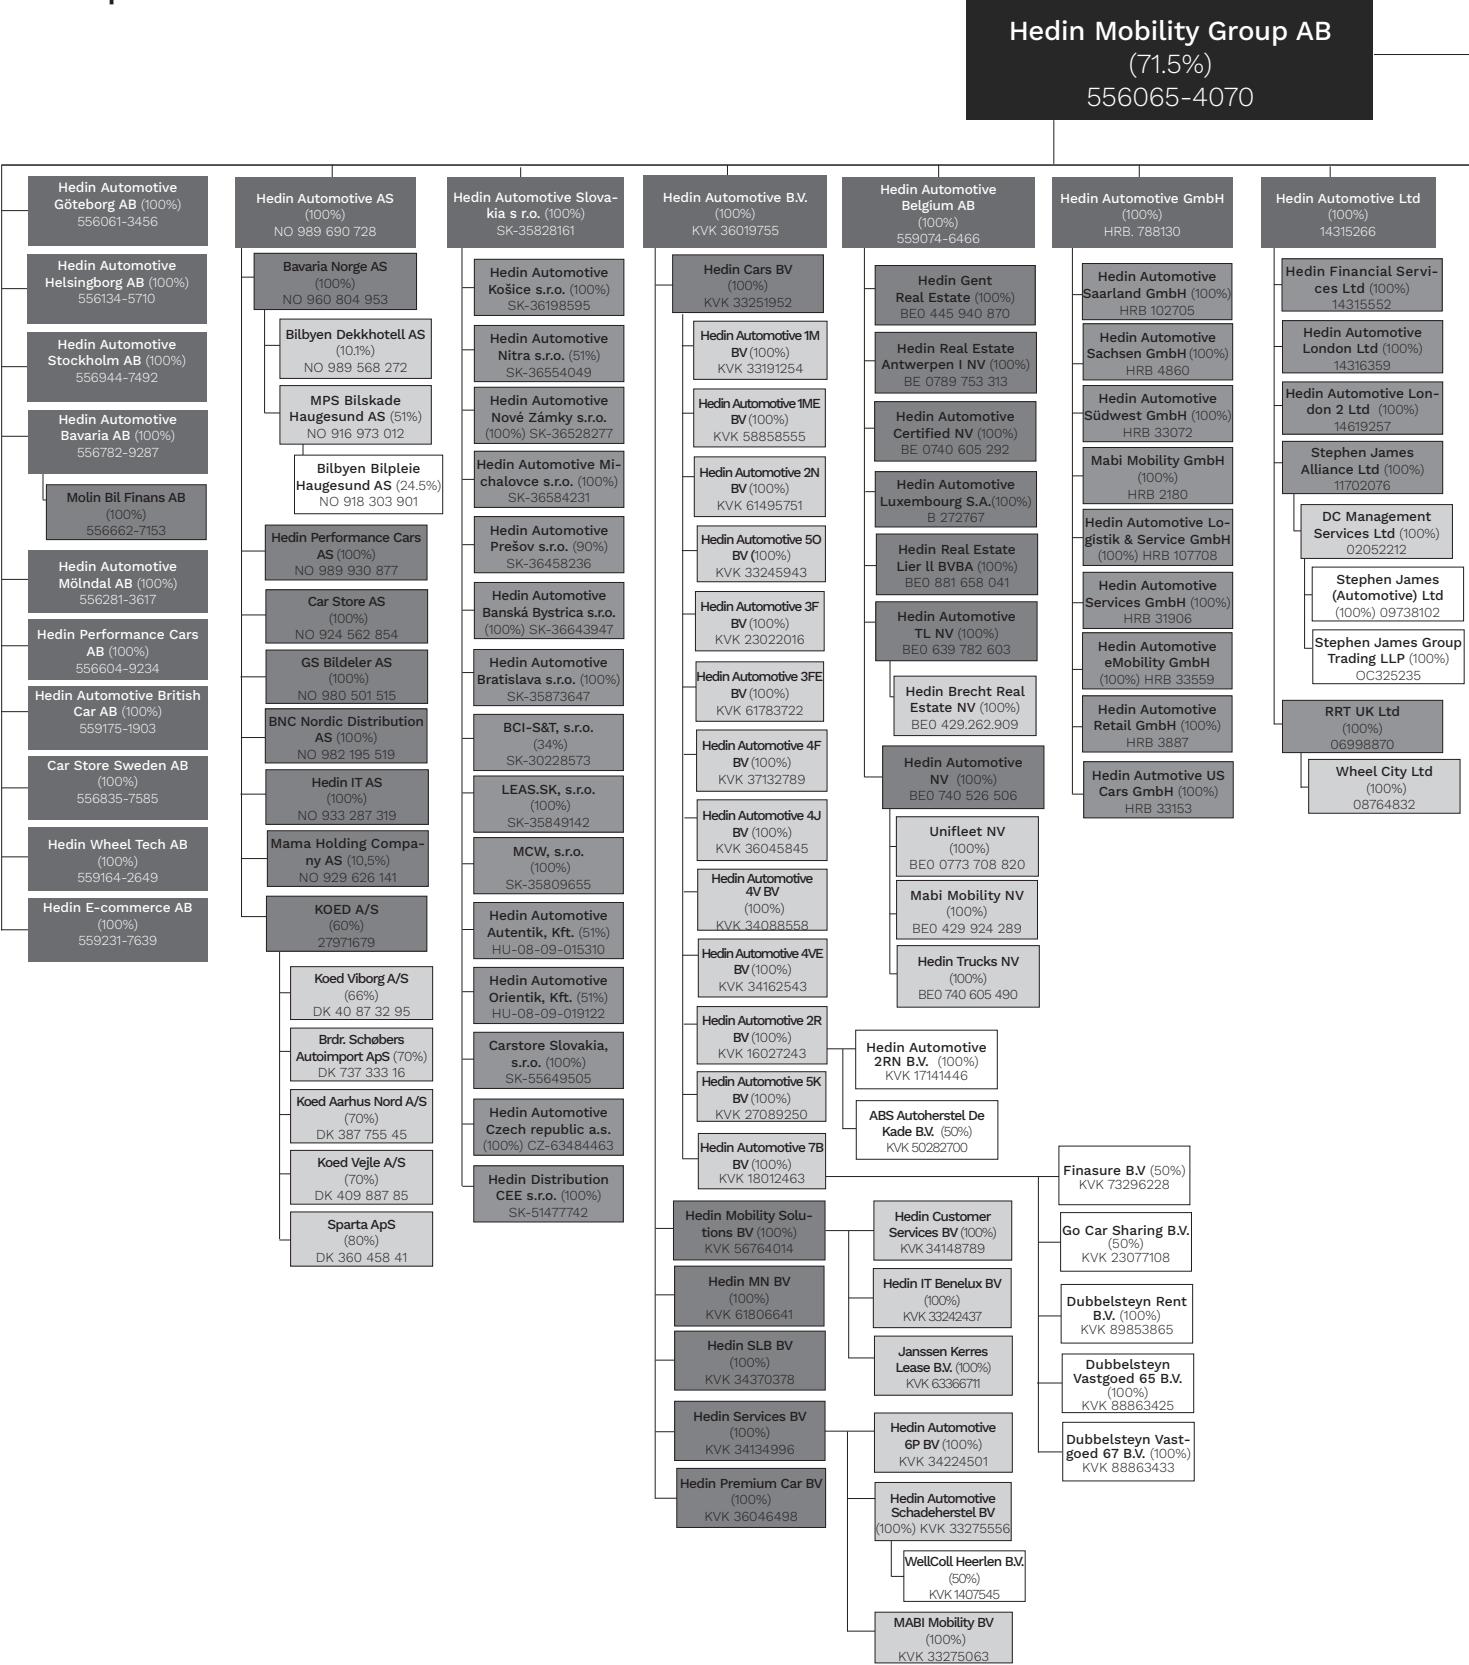 Hedin Mobility Group AB
(71.5%)
556065-4070
Hedin Automotive
Göteborg AB (100%)
556061-3456
Hedin Automotive
Helsingborg AB (100%)
556134-5710
Hedin Automotive
Stockholm AB (100%)
556944-7492
Hedin Automotive
Bavaria AB (100%)
556782-9287
Molin Bil Finans AB
(100%)
556662-7153
Hedin Automotive
Mölndal AB (100%)
556281-3617
Hedin Performance Cars
AB (100%)
556604-9234
Hedin Automotive British
Car AB (100%)
559175-1903
Car Store Sweden AB
(100%)
556835-7585
Hedin Wheel Tech AB
(100%)
559164-2649
Hedin E-commerce AB
(100%)
559231-7639
Hedin Automotive AS
(100%)
NO 989 690 728
Bavaria Norge AS
(100%)
NO 960 804 953
Bilbyen Dekkhotell AS
(10.1%)
NO 989 568 272
MPS Bilskade
Haugesund AS (51%)
NO 916 973 012
Bilbyen Bilpleie
Haugesund AS (24.5%)
NO 918 303 901
Hedin Performance Cars
AS (100%)
NO 989 930 877
Car Store AS
(100%)
NO 924 562 854
GS Bildeler AS
(100%)
NO 980 501 515
BNC Nordic Distribution
AS (100%)
NO 982 195 519
Hedin IT AS
(100%)
NO 933 287 319
Mama Holding Compa-
ny AS (10,5%)
NO 929 626 141
KOED A/S
(60%)
27971679
Koed Viborg A/S
(66%)
DK 40 87 32 95
Brdr. Schøbers
Autoimport ApS (70%)
DK 737 333 16
Koed Aarhus Nord A/S
(70%)
DK 387 755 45
Koed Vejle A/S
(70%)
DK 409 887 85
Sparta ApS
(80%)
DK 360 458 41
Hedin Automotive Slova-
kia s r.o. (100%)
SK-35828161
Hedin Automotive
Košice s.r.o. (100%)
SK-36198595
Hedin Automotive
Nitra s.r.o. (51%)
SK-36554049
Hedin Automotive
Nové Zámky s.r.o.
(100%) SK-36528277
Hedin Automotive Mi-
chalovce s.r.o. (100%)
SK-36584231
Hedin Automotive
Prešov s.r.o. (90%)
SK-36458236
Hedin Automotive
Banská Bystrica s.r.o.
(100%) SK-36643947
Hedin Automotive
Bratislava s.r.o. (100%)
SK-35873647
BCI-S&T, s.r.o.
(34%)
SK-30228573
LEAS.SK, s.r.o.
(100%)
SK-35849142
MCW, s.r.o.
(100%)
SK-35809655
Hedin Automotive
Autentik, Kft. (51%)
HU-08-09-015310
Hedin Automotive
Orientik, Kft. (51%)
HU-08-09-019122
Carstore Slovakia,
s.r.o. (100%)
SK-55649505
Hedin Automotive
Czech republic a.s.
(100%) CZ-63484463
Hedin Distribution
CEE s.r.o. (100%)
SK-51477742
Hedin Automotive B.V.
(100%)
KVK 36019755
Hedin Cars BV
(100%)
KVK 33251952
Hedin Automotive 1M
BV (100%)
KVK 33191254
Hedin Automotive 1ME
BV (100%)
KVK 58858555
Hedin Automotive 2N
BV (100%)
KVK 61495751
Hedin Automotive 5O
BV (100%)
KVK 33245943
Hedin Automotive 3F
BV (100%)
KVK 23022016
Hedin Automotive 3FE
BV (100%)
KVK 61783722
Hedin Automotive 4F
BV (100%)
KVK 37132789
Hedin Automotive 4J
BV (100%)
KVK 36045845
Hedin Automotive
4V BV
(100%)
KVK 34088558
Hedin Automotive 4VE
BV (100%)
KVK 34162543
Hedin Automotive 2R
BV (100%)
KVK 16027243
Hedin Automotive
2RN B.V. (100%)
KVK 17141446
ABS Autoherstel De
Kade B.V. (50%)
KVK 50282700
Hedin Automotive 5K
BV (100%)
KVK 27089250
Hedin Automotive 7B
BV (100%)
KVK 18012463
Finasure B.V (50%)
KVK 73296228
Go Car Sharing B.V.
(50%)
KVK 23077108
Dubbelsteyn Rent
B.V. (100%)
KVK 89853865
Dubbelsteyn
Vastgoed 65 B.V.
(100%)
KVK 88863425
Dubbelsteyn Vast-
goed 67 B.V. (100%)
KVK 88863433
Hedin Mobility Solu-
tions BV (100%)
KVK 56764014
Hedin Customer
Services BV (100%)
KVK 34148789
Hedin IT Benelux BV
(100%)
KVK 33242437
Janssen Kerres
Lease B.V. (100%)
KVK 63366711
Hedin MN BV
(100%)
KVK 61806641
Hedin SLB BV
(100%)
KVK 34370378
Hedin Services BV
(100%)
KVK 34134996
Hedin Automotive
6P BV (100%)
KVK 34224501
Hedin Automotive
Schadeherstel BV
(100%) KVK 33275556
WellColl Heerlen B.V.
(50%)
KVK 1407545
MABI Mobility BV
(100%)
KVK 33275063
Hedin Premium Car BV
(100%)
KVK 36046498
Hedin Automotive
Belgium AB
(100%)
559074-6466
Hedin Gent
Real Estate (100%)
BE0 445 940 870
Hedin Real Estate
Antwerpen I NV (100%)
BE 0789 753 313
Hedin Automotive
Certified NV (100%)
BE 0740 605 292
Hedin Automotive
Luxembourg S.A.(100%)
B 272767
Hedin Real Estate
Lier ll BVBA (100%)
BE0 881 658 041
Hedin Automotive
TL NV (100%)
BE0 639 782 603
Hedin Brecht Real
Estate NV (100%)
BE0 429.262.909
Hedin Automotive
NV (100%)
BE0 740 526 506
Unifleet NV
(100%)
BE0 0773 708 820
Mabi Mobility NV
(100%)
BE0 429 924 289
Hedin Trucks NV
(100%)
BE0 740 605 490
Hedin Automotive GmbH
(100%)
HRB. 788130
Hedin Automotive
Saarland GmbH (100%)
HRB 102705
Hedin Automotive
Sachsen GmbH (100%)
HRB 4860
Hedin Automotive
Südwest GmbH (100%)
HRB 33072
Mabi Mobility GmbH
(100%)
HRB 2180
Hedin Automotive Lo-
gistik & Service GmbH
(100%) HRB 107708
Hedin Automotive
Services GmbH (100%)
HRB 31906
Hedin Automotive
eMobility GmbH
(100%) HRB 33559
Hedin Automotive
Retail GmbH (100%)
HRB 3887
Hedin Autmotive US
Cars GmbH (100%)
HRB 33153
Hedin Automotive Ltd
(100%)
14315266
Hedin Financial Servi-
ces Ltd (100%)
14315552
Hedin Automotive
London Ltd (100%)
14316359
Hedin Automotive Lon-
don 2 Ltd (100%)
14619257
Stephen James
Alliance Ltd (100%)
11702076
DC Management
Services Ltd (100%)
02052212
Stephen James
(Automotive) Ltd
(100%) 09738102
Stephen James Group
Trading LLP (100%)
OC325235
RRT UK Ltd
(100%)
06998870
Wheel City Ltd
(100%)
08764832